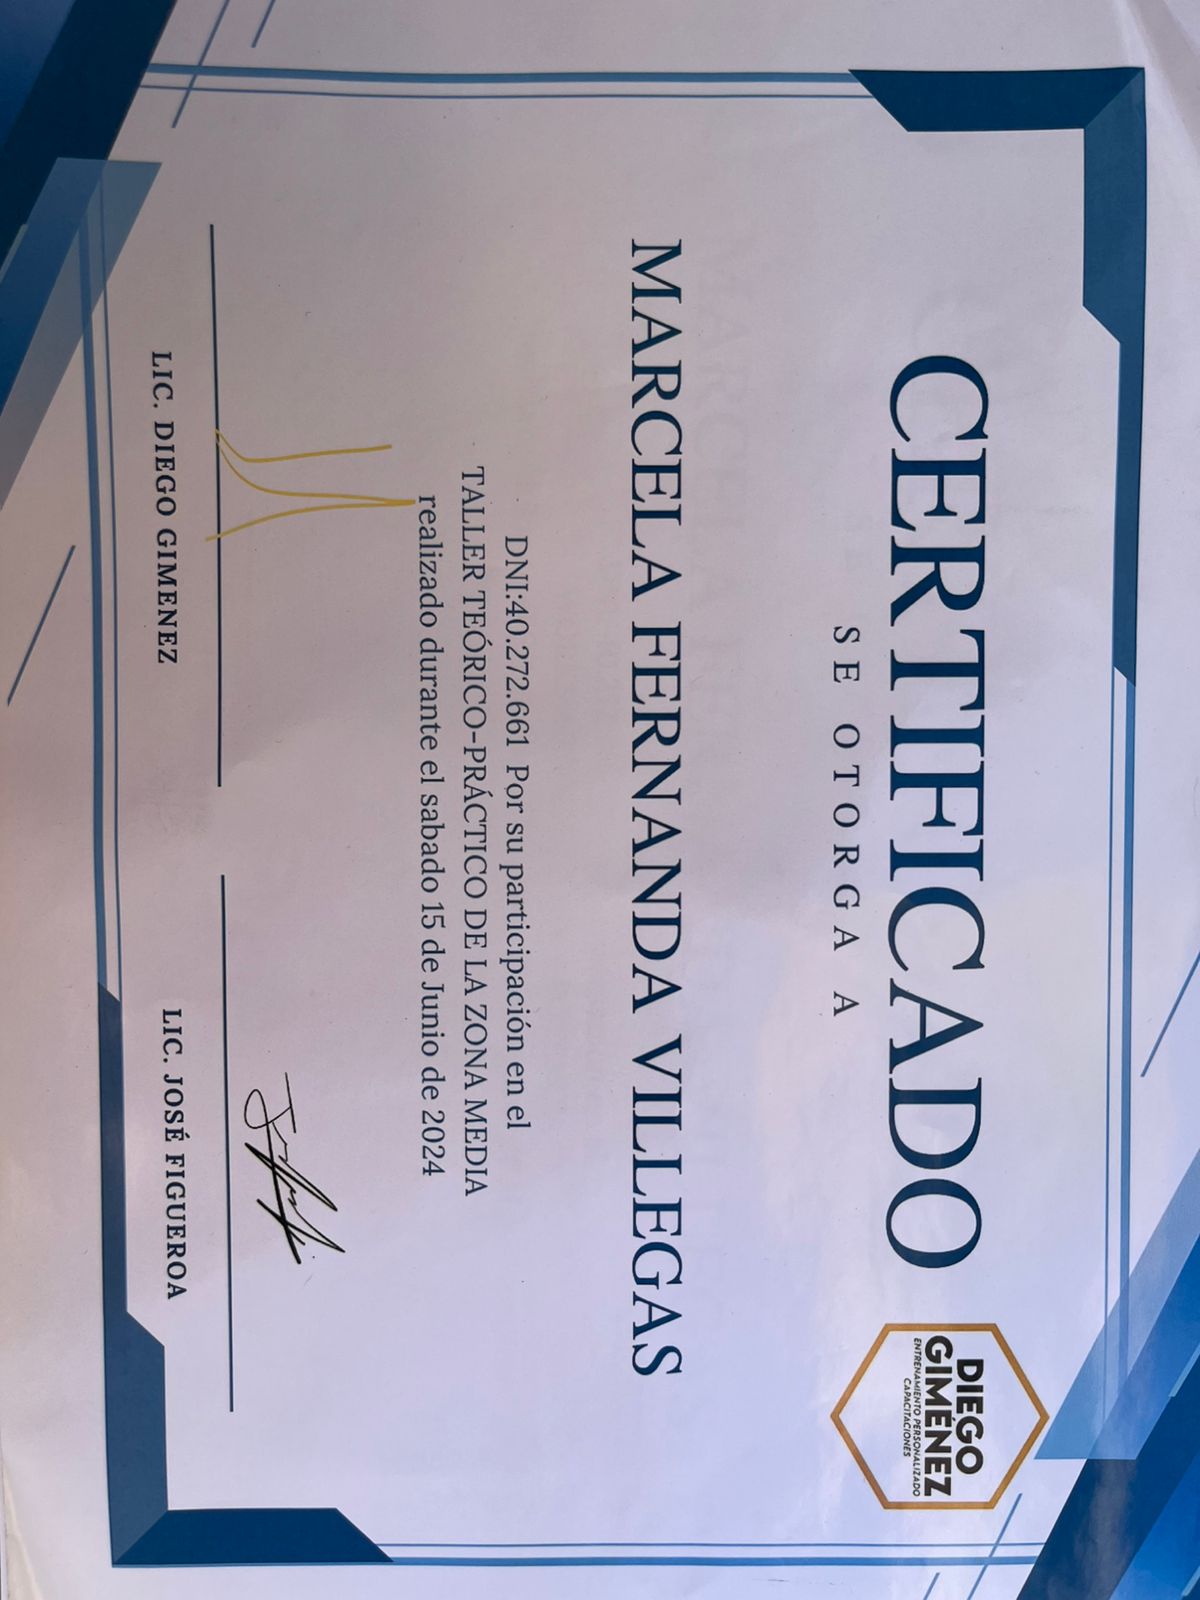 CERTIFICADO
SE OTORGA A
DIEGO
GIMÉNEZ
ENTRENAMIENTO PERSONALIZADO
CAPACITACIONES
MARCELA FERNANDA VILLEGAS
DNI:40.272.661 Por su participación en el
TALLER TEÓRICO-PRÁCTICO DE LA ZONA MEDIA
realizado durante el sabado 15 de Junio de 2024
LIC. DIEGO GIMENEZ
LIC. JOSÉ FIGUEROA